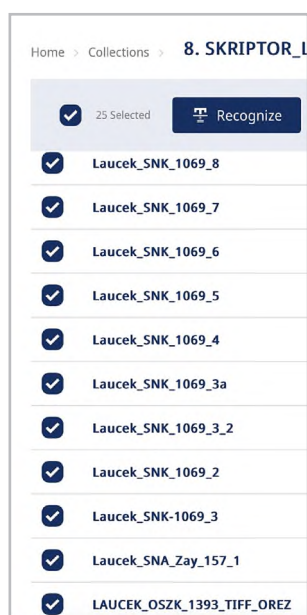 Home > Collections > 8. SKRIPTOR_L
25 Selected Recognize
Laucek_SNK_1069_8
Laucek_SNK_1069_7
Laucek_SNK_1069_6
Laucek_SNK_1069_5
Laucek_SNK_1069_4
Laucek_SNK_1069_3a
Laucek_SNK_1069_3_2
Laucek_SNK_1069_2
Laucek_SNK-1069_3
Laucek_SNA_Zay_157_1
LAUCEK_OSZK_1393_TIFF_OREZ